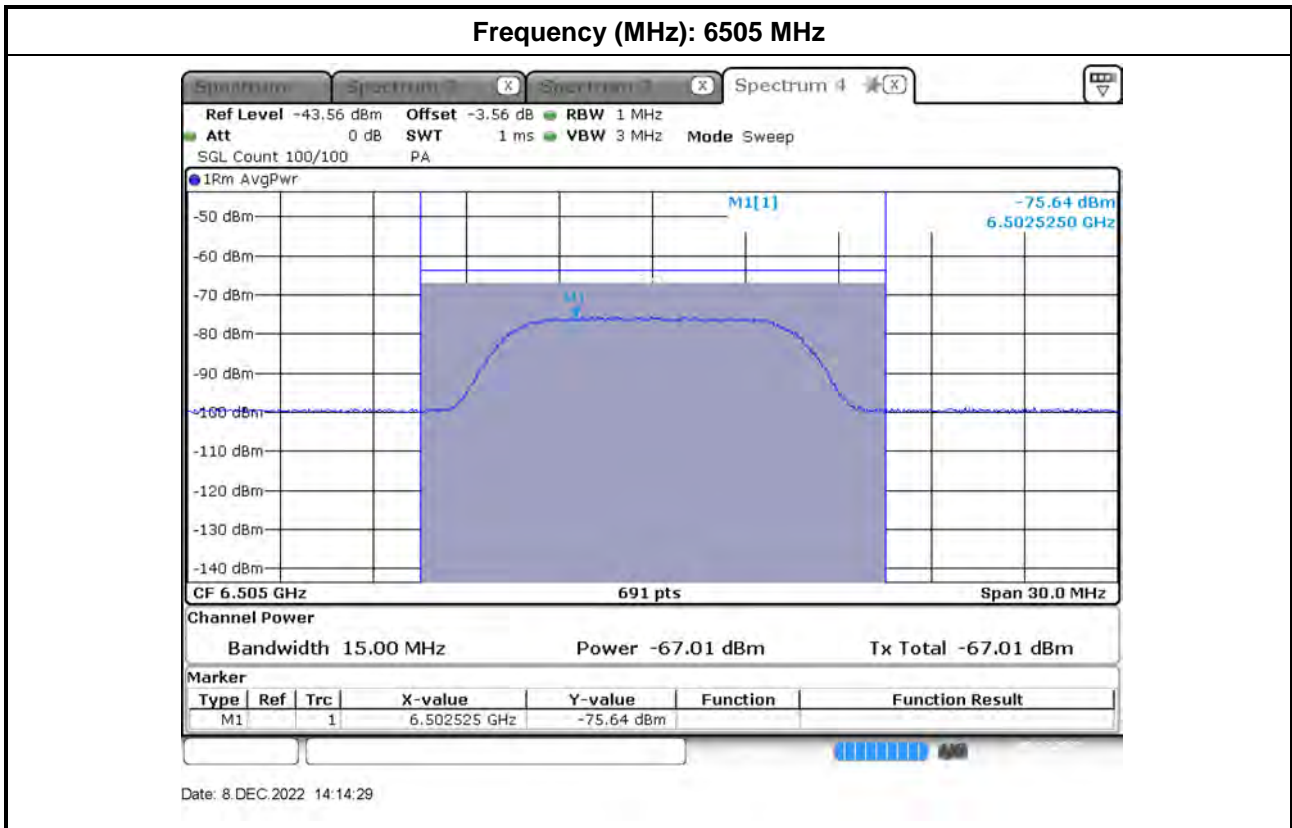 Frequency (MHz): 6505 MHz
Spectrum Spectrum 2 X Spectrum 3 X Spectrum 4 X
Ref Level -43.56 dBm Offset -3.56 dB RBW 1 MHz
Att 0 dB SWT 1 ms VBW 3 MHz Mode Sweep
SGL Count 100/100 PA
1Rm AvgPwr
M1[1] -75.64 dBm
6.5025250 GHz
-50 dBm
-60 dBm
-70 dBm
M1
-80 dBm
-90 dBm
-100 dBm
-110 dBm
-120 dBm
-130 dBm
-140 dBm
CF 6.505 GHz 691 pts Span 30.0 MHz
Channel Power
Bandwidth 15.00 MHz Power -67.01 dBm Tx Total -67.01 dBm
Marker
Type Ref Trc X-value Y-value Function Function Result
M1 1 6.502525 GHz -75.64 dBm
Date: 8.DEC.2022 14:14:29